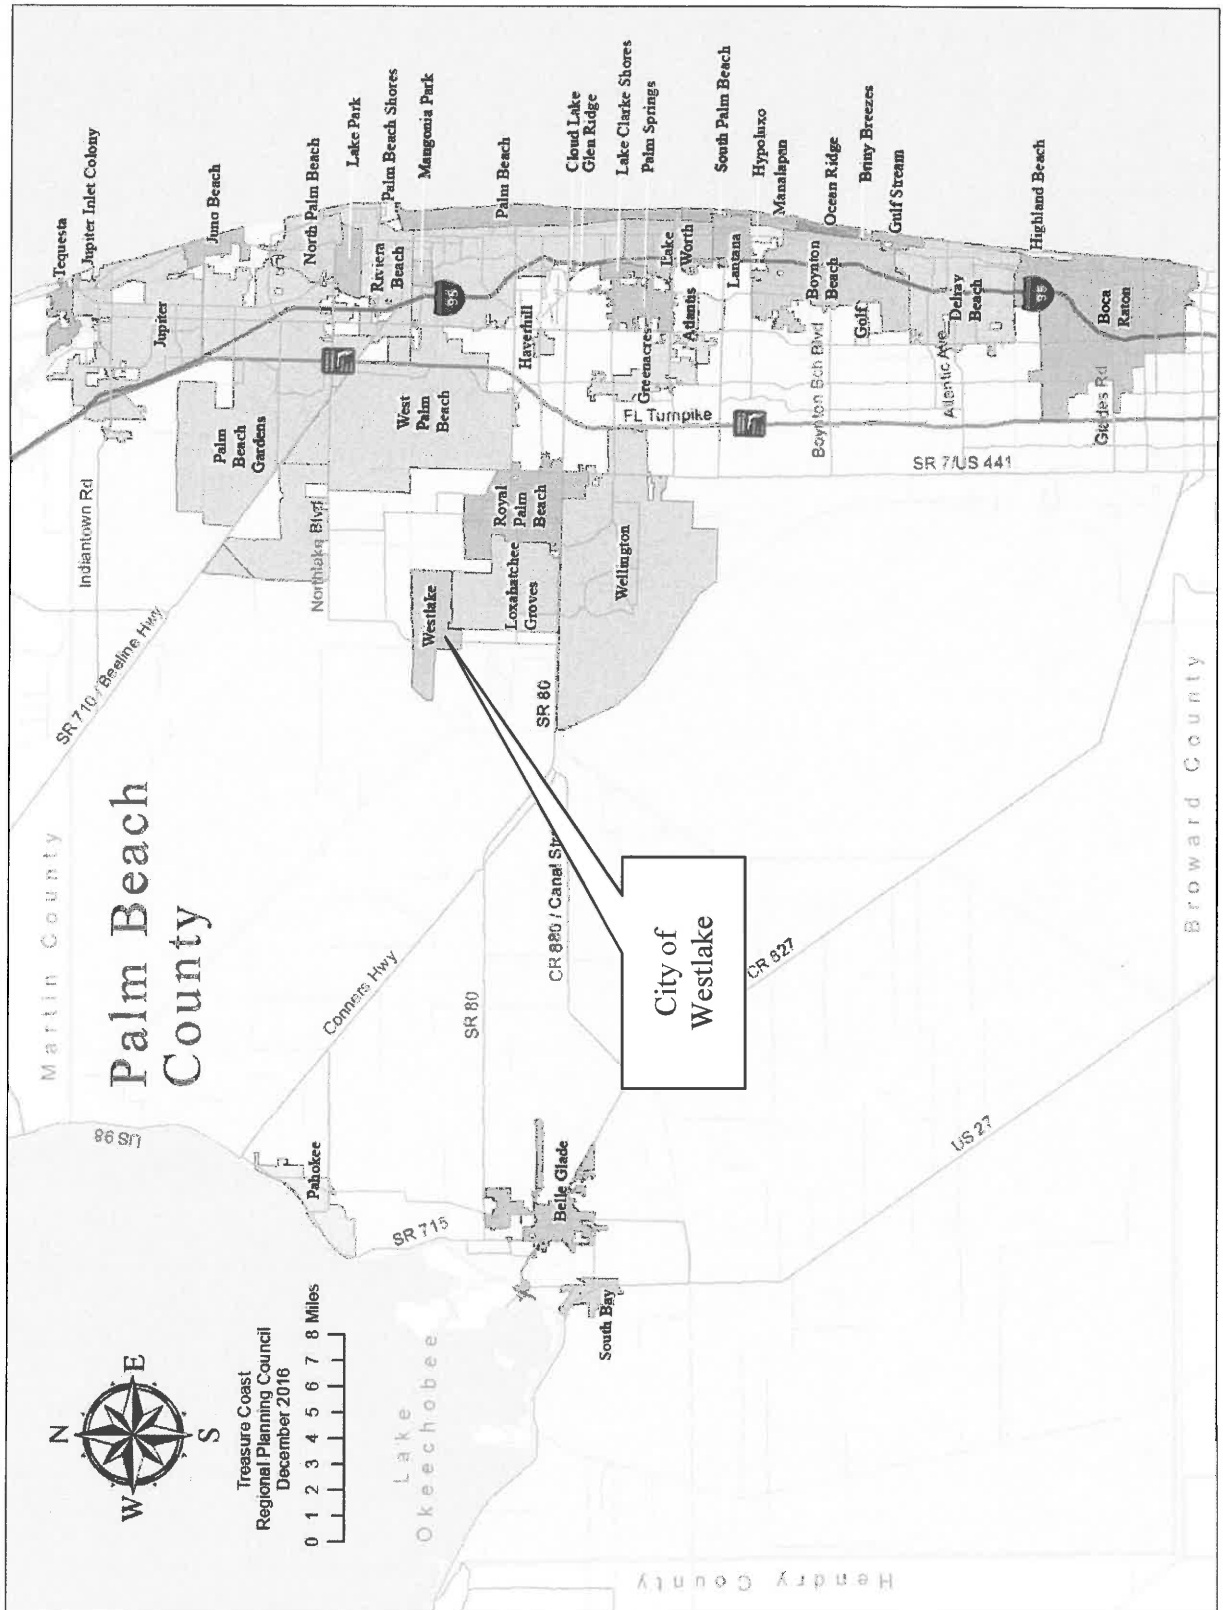 Palm Beach
County
Martin County
Broward County
Hendry County
Lake
Okeechobee
N
W
E
S
Treasure Coast
Regional Planning Council
December 2016
0 1 2 3 4 5 6 7 8 Miles
City of
Westlake
US 98
Pahokee
SR 715
Belle Glade
South Bay
Conners Hwy
SR 80
CR 880 / Canal Str
CR 827
US 27
SR 710 / Beeline Hwy
Indiantown Rd
Northlake Blvd
SR 80
Westlake
Loxahatchee
Groves
Royal
Palm
Beach
Wellington
Palm
Beach
Gardens
West
Palm
Beach
Jupiter
Riviera
Beach
95
Haverhill
Greenacres
Atlantis
Lake
Worth
Lantana
FL Turnpike
Boynton
Beach
Boynton Bch Blvd
Golf
Atlantic Ave
Delray
Beach
95
Boca
Raton
Glades Rd
SR 7/US 441
Tequesta
Jupiter Inlet Colony
Juno Beach
North Palm Beach
Lake Park
Palm Beach Shores
Mangonia Park
Palm Beach
Cloud Lake
Glen Ridge
Lake Clarke Shores
Palm Springs
South Palm Beach
Hypoluxo
Manalapan
Ocean Ridge
Briny Breezes
Gulf Stream
Highland Beach